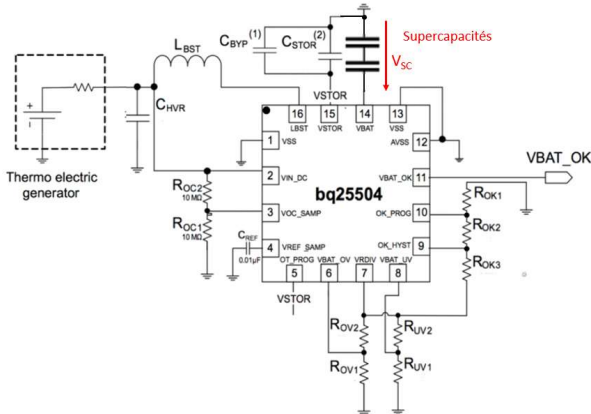 Supercapacités
V_SC
C_BYP (1)
C_STOR (2)
L_BST
VSTOR
C_HVR
+
−
Thermo electric
generator
16 15 14 13
LBST VSTOR VBAT VSS
1 VSS
AVSS 12
2 VIN_DC
VBAT_OK 11
VBAT_OK
bq25504
3 VOC_SAMP
OK_PROG 10
4 VREF_SAMP
OK_HYST 9
OT_PROG VBAT_OV VRDIV VBAT_UV
5 6 7 8
R_OC2
10 MΩ
R_OC1
10 MΩ
C_REF
0.01µF
R_OK1
R_OK2
R_OK3
VSTOR
R_OV2 R_UV2
R_OV1 R_UV1